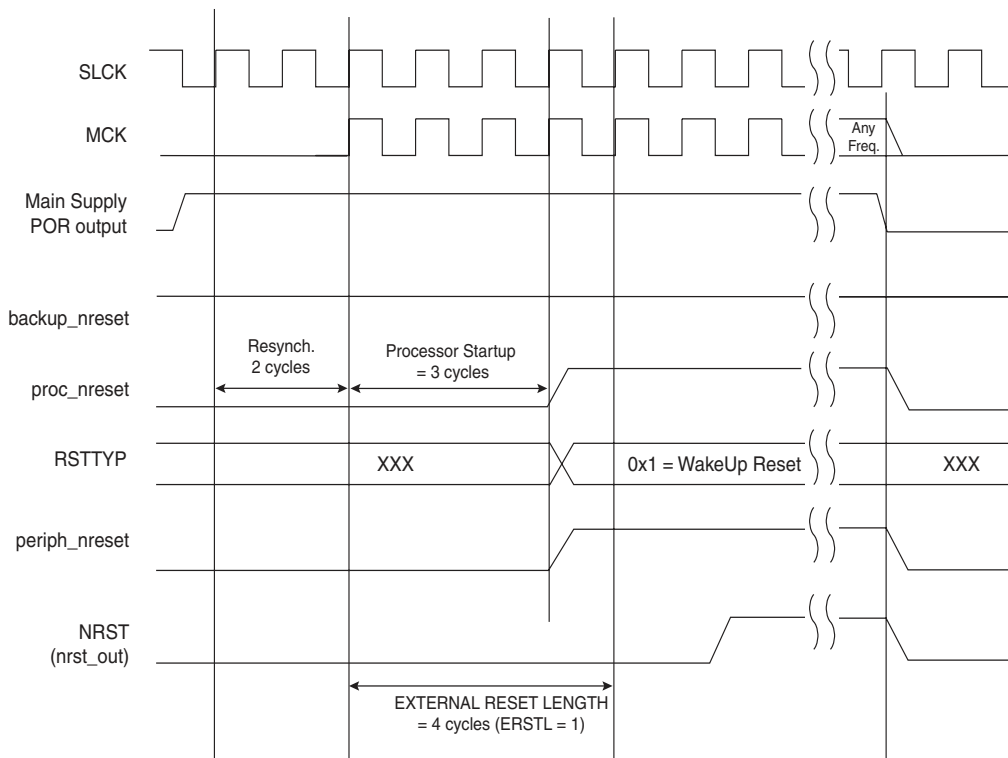 SLCK
MCK
Any
Freq.
Main Supply
POR output
backup_nreset
Resynch.
2 cycles
Processor Startup
= 3 cycles
proc_nreset
RSTTYP
XXX
0x1 = WakeUp Reset
XXX
periph_nreset
NRST
(nrst_out)
EXTERNAL RESET LENGTH
= 4 cycles (ERSTL = 1)